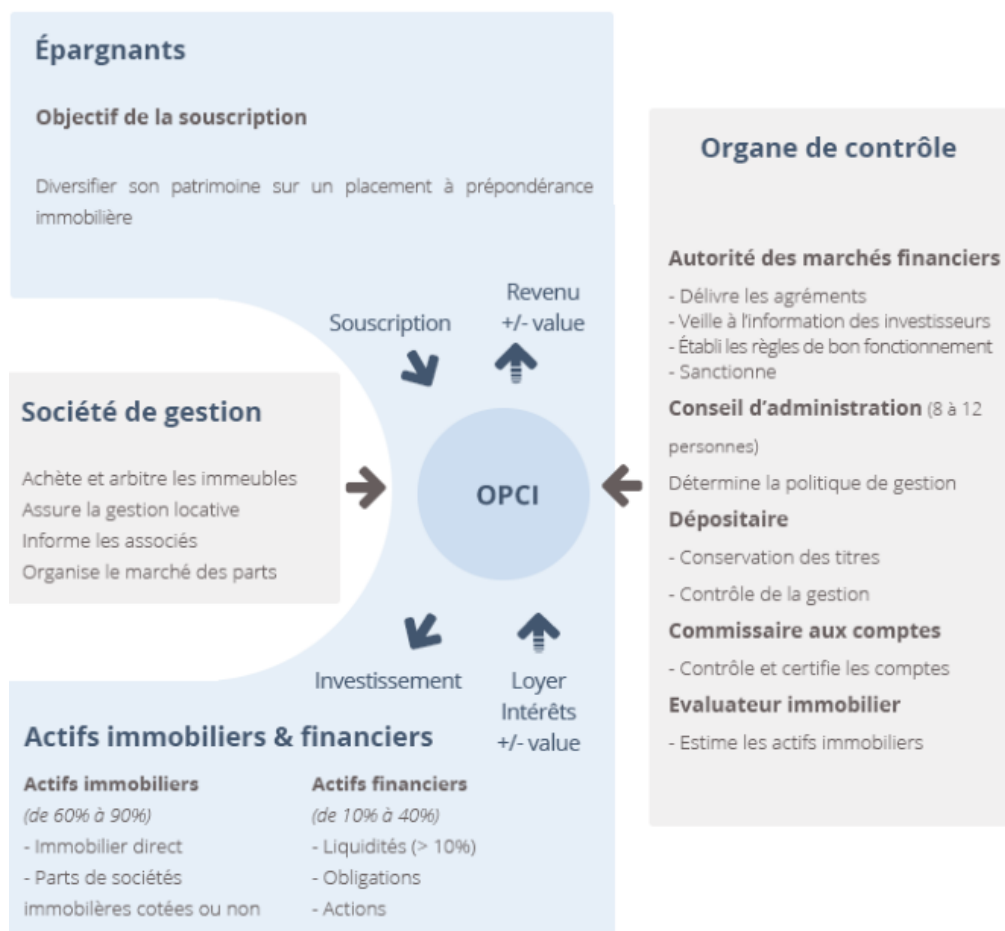 Épargnants
Objectif de la souscription
Diversifier son patrimoine sur un placement à prépondérance
immobilière
Souscription
Revenu
+/- value
Société de gestion
Achète et arbitre les immeubles
Assure la gestion locative
Informe les associés
Organise le marché des parts
OPCI
Investissement
Loyer
Intérêts
+/- value
Actifs immobiliers & financiers
Actifs immobiliers
(de 60% à 90%)
- Immobilier direct
- Parts de sociétés
immobilères cotées ou non
Actifs financiers
(de 10% à 40%)
- Liquidités (> 10%)
- Obligations
- Actions
Organe de contrôle
Autorité des marchés financiers
- Délivre les agréments
- Veille à l'information des investisseurs
- Établi les règles de bon fonctionnement
- Sanctionne
Conseil d'administration (8 à 12
personnes)
Détermine la politique de gestion
Dépositaire
- Conservation des titres
- Contrôle de la gestion
Commissaire aux comptes
- Contrôle et certifie les comptes
Evaluateur immobilier
- Estime les actifs immobiliers